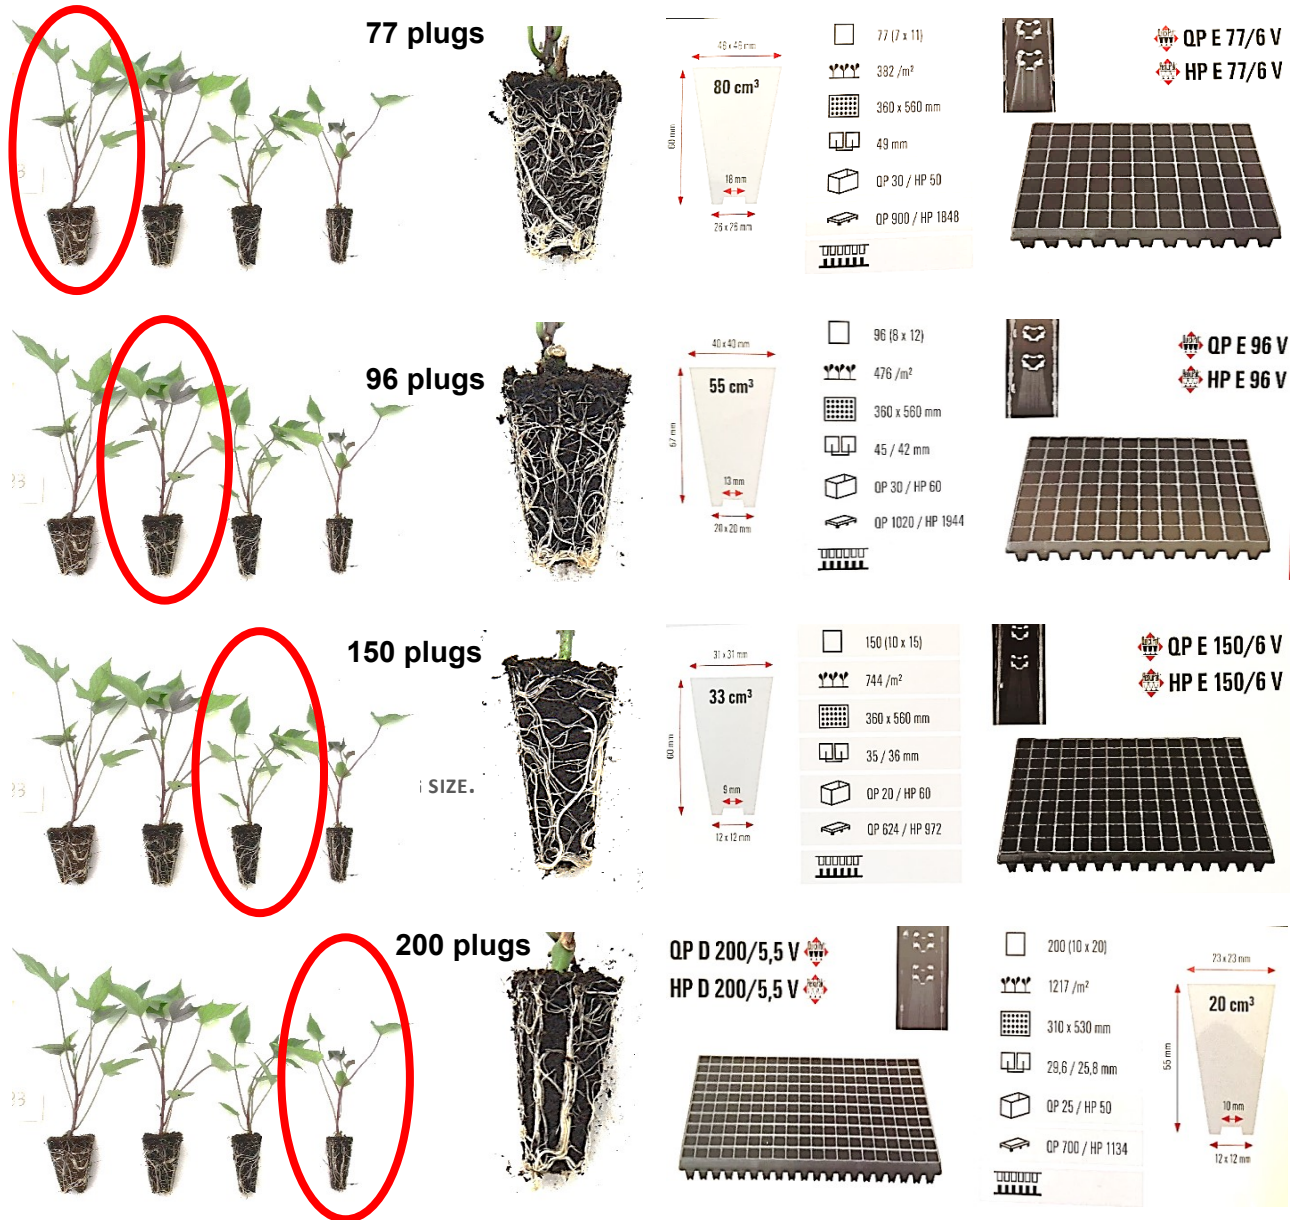 77 plugs
46 x 46 mm
80 cm³
60 mm
18 mm
26 x 26 mm
77 (7 x 11)
382 /m²
360 x 560 mm
49 mm
QP 30 / HP 50
QP 900 / HP 1848
QP E 77/6 V
HP E 77/6 V
96 plugs
40 x 40 mm
55 cm³
57 mm
13 mm
20 x 20 mm
96 (8 x 12)
476 /m²
360 x 560 mm
45 / 42 mm
QP 30 / HP 60
QP 1020 / HP 1944
QP E 96 V
HP E 96 V
150 plugs
SIZE.
31 x 31 mm
33 cm³
60 mm
9 mm
12 x 12 mm
150 (10 x 15)
744 /m²
360 x 560 mm
35 / 36 mm
QP 20 / HP 60
QP 624 / HP 972
QP E 150/6 V
HP E 150/6 V
200 plugs
QP D 200/5,5 V
HP D 200/5,5 V
200 (10 x 20)
1217 /m²
310 x 530 mm
29,6 / 25,8 mm
QP 25 / HP 50
QP 700 / HP 1134
23 x 23 mm
20 cm³
55 mm
10 mm
12 x 12 mm